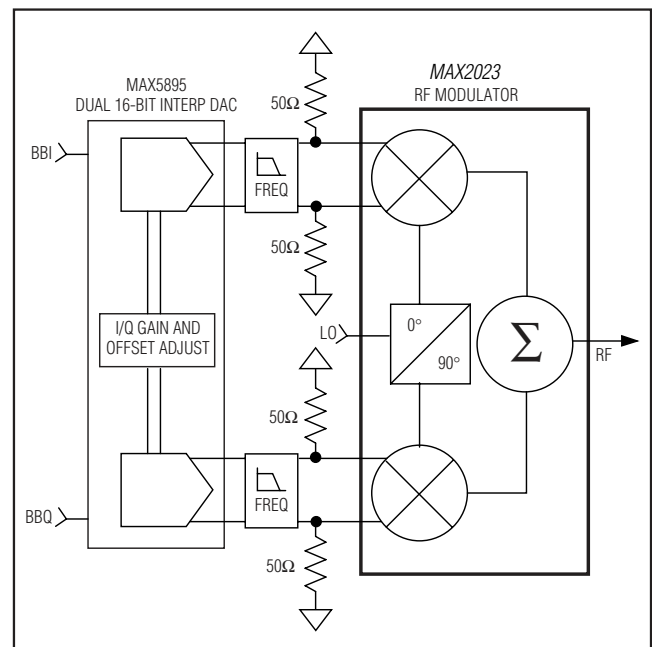 MAX5895
DUAL 16-BIT INTERP DAC
MAX2023
RF MODULATOR
50Ω
BBI
FREQ
50Ω
I/Q GAIN AND
OFFSET ADJUST
LO
0°
90°
Σ
RF
50Ω
FREQ
BBQ
50Ω